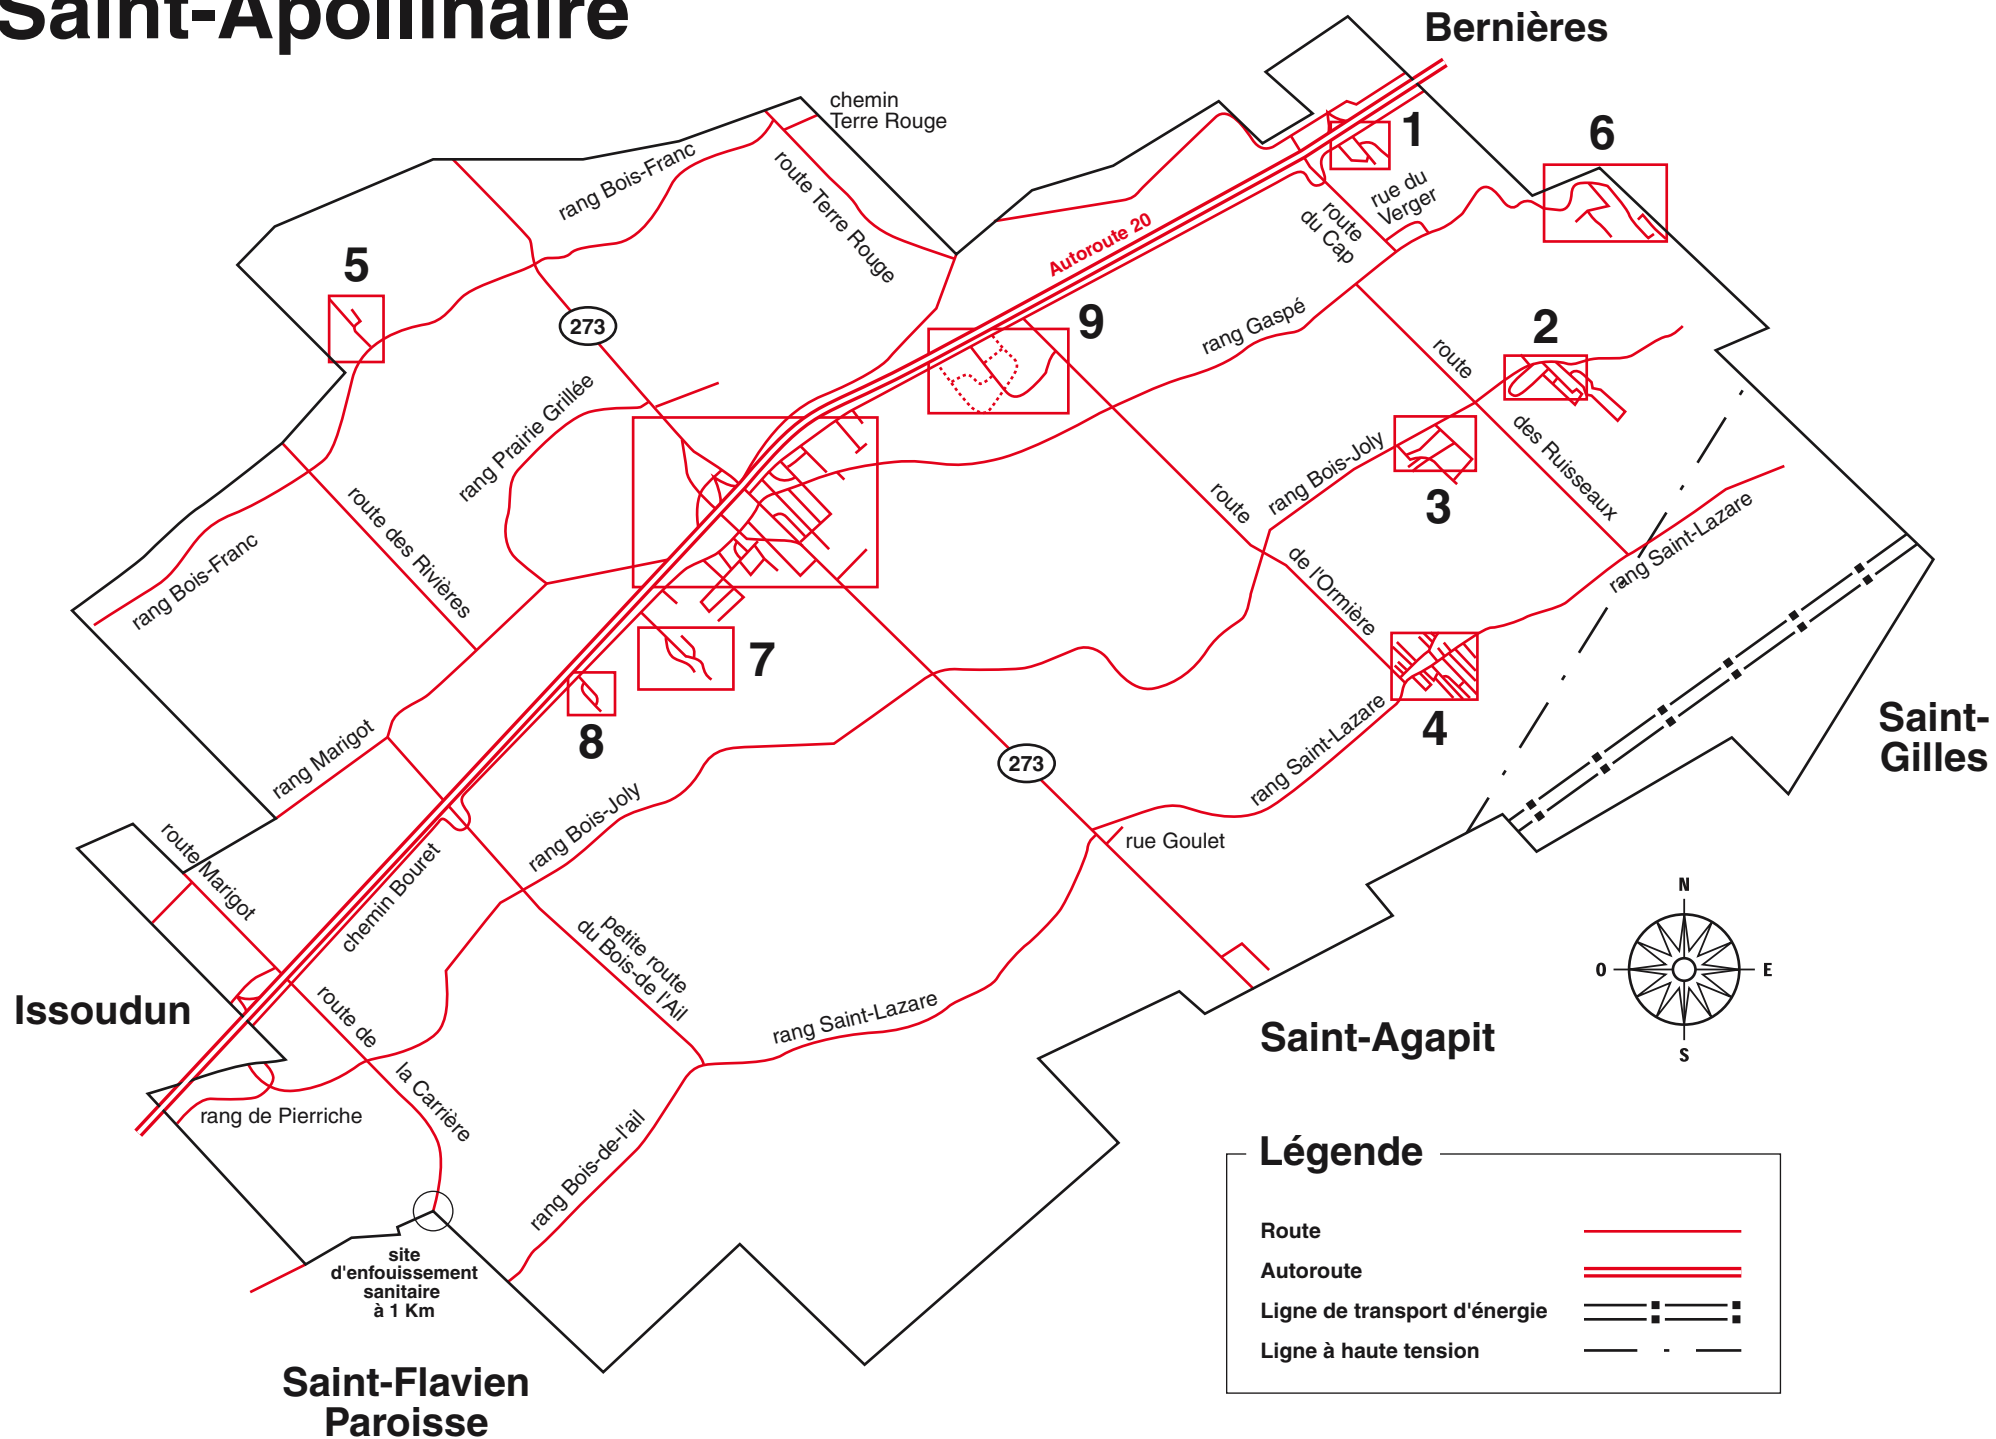 Saint-Apollinaire
Bernières
chemin
Terre Rouge
1
6
rang Bois-Franc
route Terre Rouge
rue du
Verger
route
du Cap
Autoroute 20
5
273
9
rang Gaspé
2
route
des Ruisseaux
rang Prairie Grillée
rang Bois-Joly
3
route des Rivières
route
de l'Ormière
rang Saint-Lazare
rang Bois-Franc
7
8
4
Saint-
Gilles
rang Marigot
273
rang Saint-Lazare
rang Bois-Joly
rue Goulet
route Marigot
chemin Bouret
petite route
du Bois-de l'Ail
N
O
E
S
Issoudun
route de
la Carrière
rang Saint-Lazare
Saint-Agapit
rang de Pierriche
rang Bois-de-l'ail
site
d'enfouissement
sanitaire
à 1 Km
Saint-Flavien
Paroisse
Légende
Route
Autoroute
Ligne de transport d'énergie
Ligne à haute tension